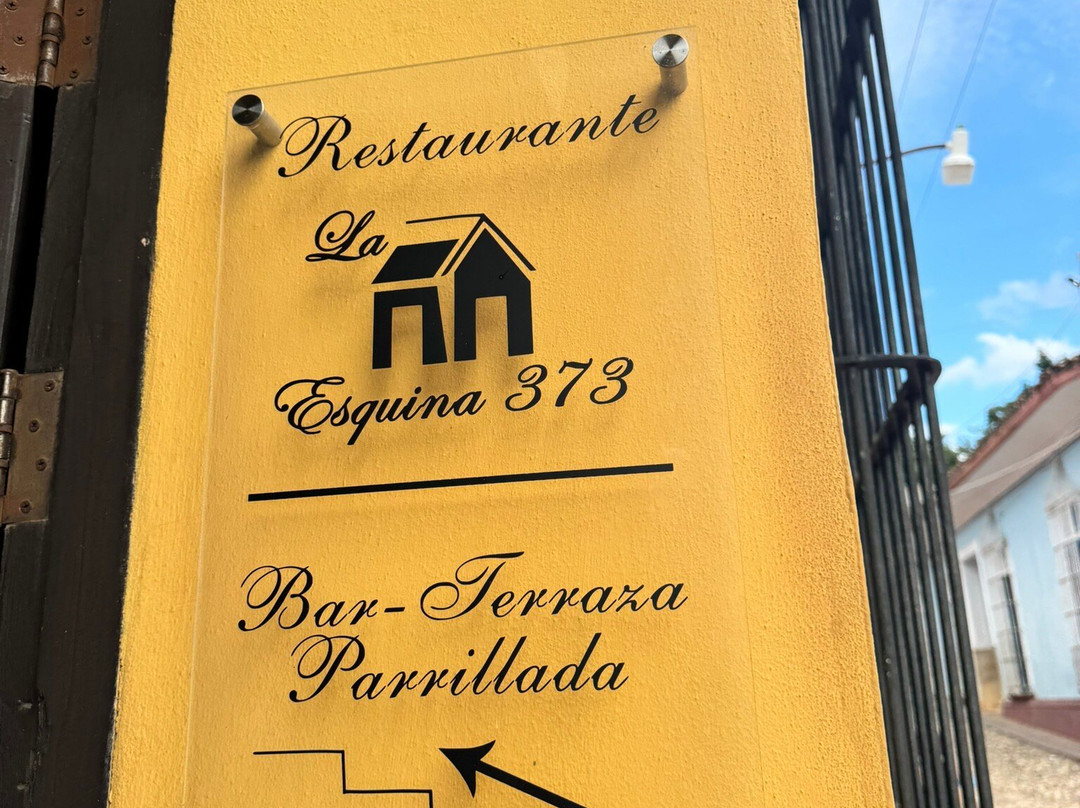 Restaurante
La
Esquina 373
Bar-Terraza
Parrillada